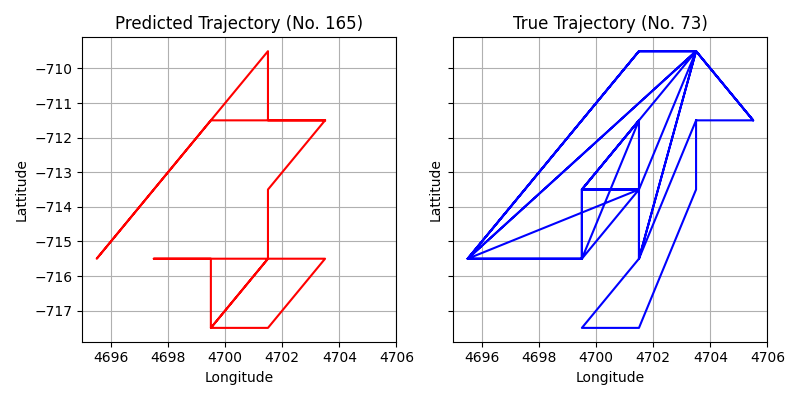 Predicted Trajectory (No. 165)
True Trajectory (No. 73)
−710
−711
−712
−713
−714
−715
−716
−717
Lattitude
Lattitude
4696 4698 4700 4702 4704 4706
4696 4698 4700 4702 4704 4706
Longitude
Longitude